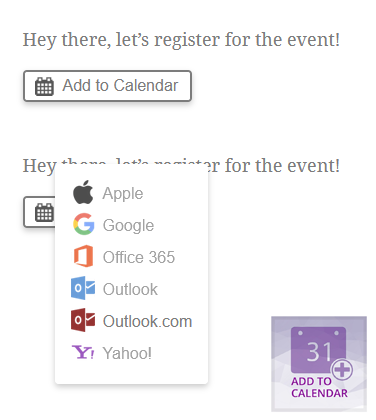 Hey there, let’s register for the event!
Add to Calendar
Hey there, let’s register for the event!
Apple
Google
Office 365
Outlook
Outlook.com
Yahoo!
31
ADD TO
CALENDAR